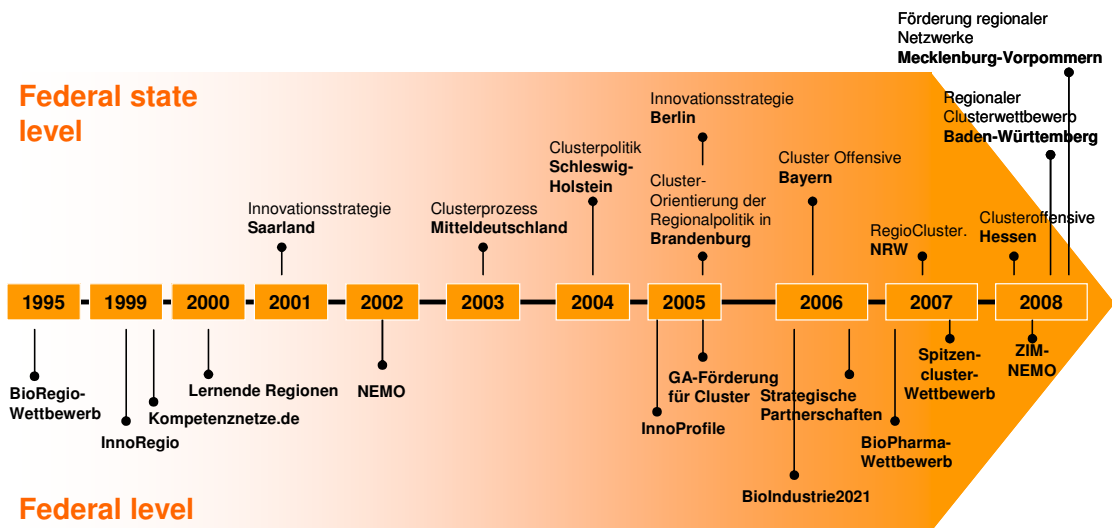 Förderung regionaler
Netzwerke
Mecklenburg-Vorpommern
Federal state
level
Innovationsstrategie
Berlin
Regionaler
Clusterwettbewerb
Baden-Württemberg
Clusterpolitik
Schleswig-
Holstein
Cluster-
Orientierung der
Regionalpolitik in
Brandenburg
Cluster Offensive
Bayern
Innovationsstrategie
Saarland
Clusterprozess
Mitteldeutschland
RegioCluster.
NRW
Clusteroffensive
Hessen
1995
1999
2000
2001
2002
2003
2004
2005
2006
2007
2008
BioRegio-
Wettbewerb
InnoRegio
Kompetenznetze.de
Lernende Regionen
NEMO
InnoProfile
GA-Förderung
für Cluster
BioIndustrie2021
Strategische
Partnerschaften
BioPharma-
Wettbewerb
Spitzen-
cluster-
Wettbewerb
ZIM-
NEMO
Federal level